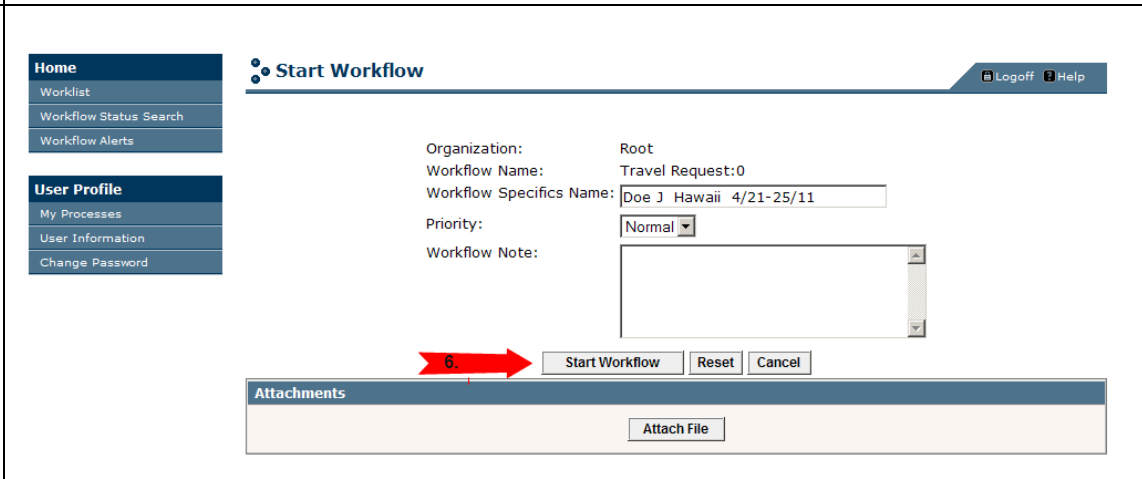 Home
Worklist
Workflow Status Search
Workflow Alerts
User Profile
My Processes
User Information
Change Password
Start Workflow
Logoff Help
Organization: Root
Workflow Name: Travel Request:0
Workflow Specifics Name: Doe J Hawaii 4/21-25/11
Priority: Normal
Workflow Note:
6. Start Workflow Reset Cancel
Attachments
Attach File